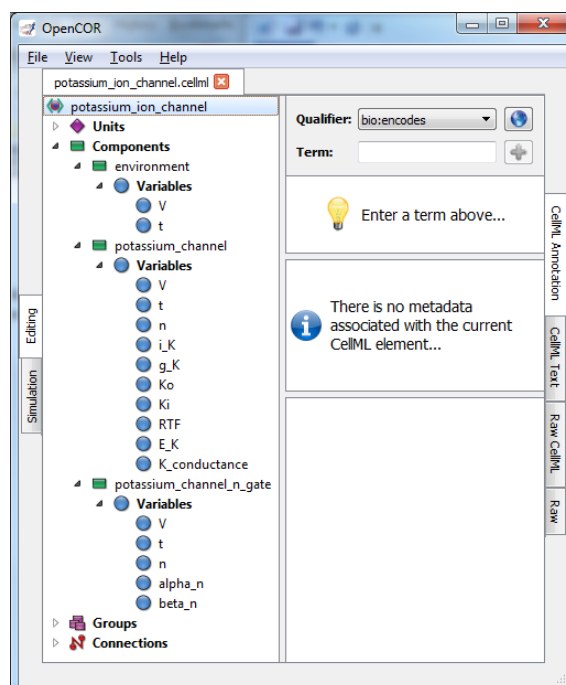 OpenCOR
File View Tools Help
potassium_ion_channel.cellml
Editing
Simulation
potassium_ion_channel
Units
Components
environment
Variables
V
t
potassium_channel
Variables
V
t
n
i_K
g_K
Ko
Ki
RTF
E_K
K_conductance
potassium_channel_n_gate
Variables
V
t
n
alpha_n
beta_n
Groups
Connections
Qualifier: bio:encodes
Term:
Enter a term above...
There is no metadata
associated with the current
CellML element...
CellML Annotation
CellML Text
Raw CellML
Raw